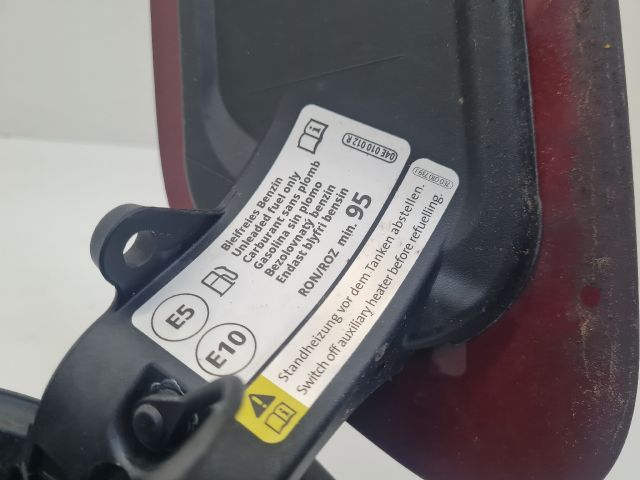 04E 010 012 R
Bleifreies Benzin
Unleaded fuel only
Carburant sans plomb
Gasolina sin plomo
Bezolovnatý benzin
Endast blyfri bensin
RON/ROZ min. 95
E5
E10
Standheizung vor dem Tanken abstellen.
Switch off auxiliary heater before refuelling.